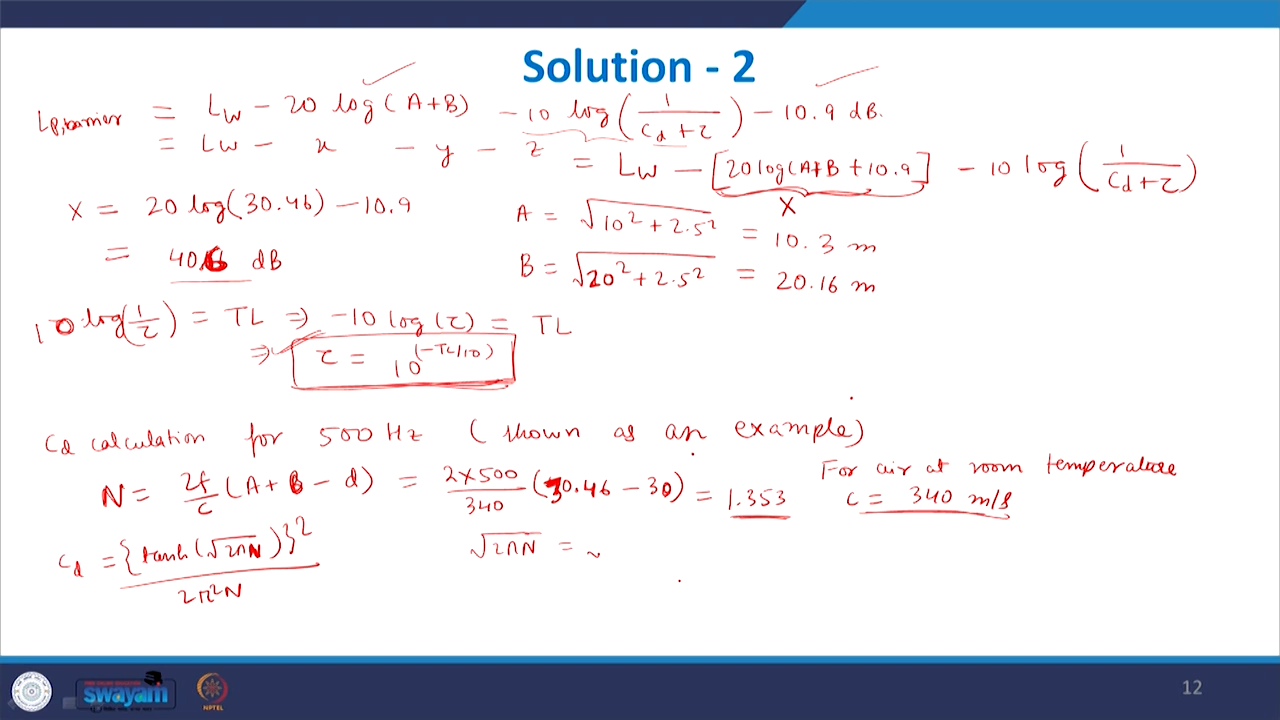 Solution - 2
Lp,barrier = Lw − 20 log(A+B) − 10 log(1/(Cd+τ)) − 10.9 dB.
= Lw − x − y − z = Lw − [20 log(A+B + 10.9] − 10 log(1/(Cd+τ))
X
X = 20 log(30.46) − 10.9
= 40.6 dB
A = √(10² + 2.5²) = 10.3 m
B = √(20² + 2.5²) = 20.16 m
10 log(1/τ) = TL ⇒ −10 log(τ) = TL
⇒ τ = 10^(−TL/10)
Cd calculation for 500 Hz (shown as an example)
N = 2f/c (A+B − d) = 2×500/340 (30.46 − 30) = 1.353
For air at room temperature
c = 340 m/s
Cd = {tanh(√2πN)}²/2π²N
√2πN =
12
swayam
NPTEL